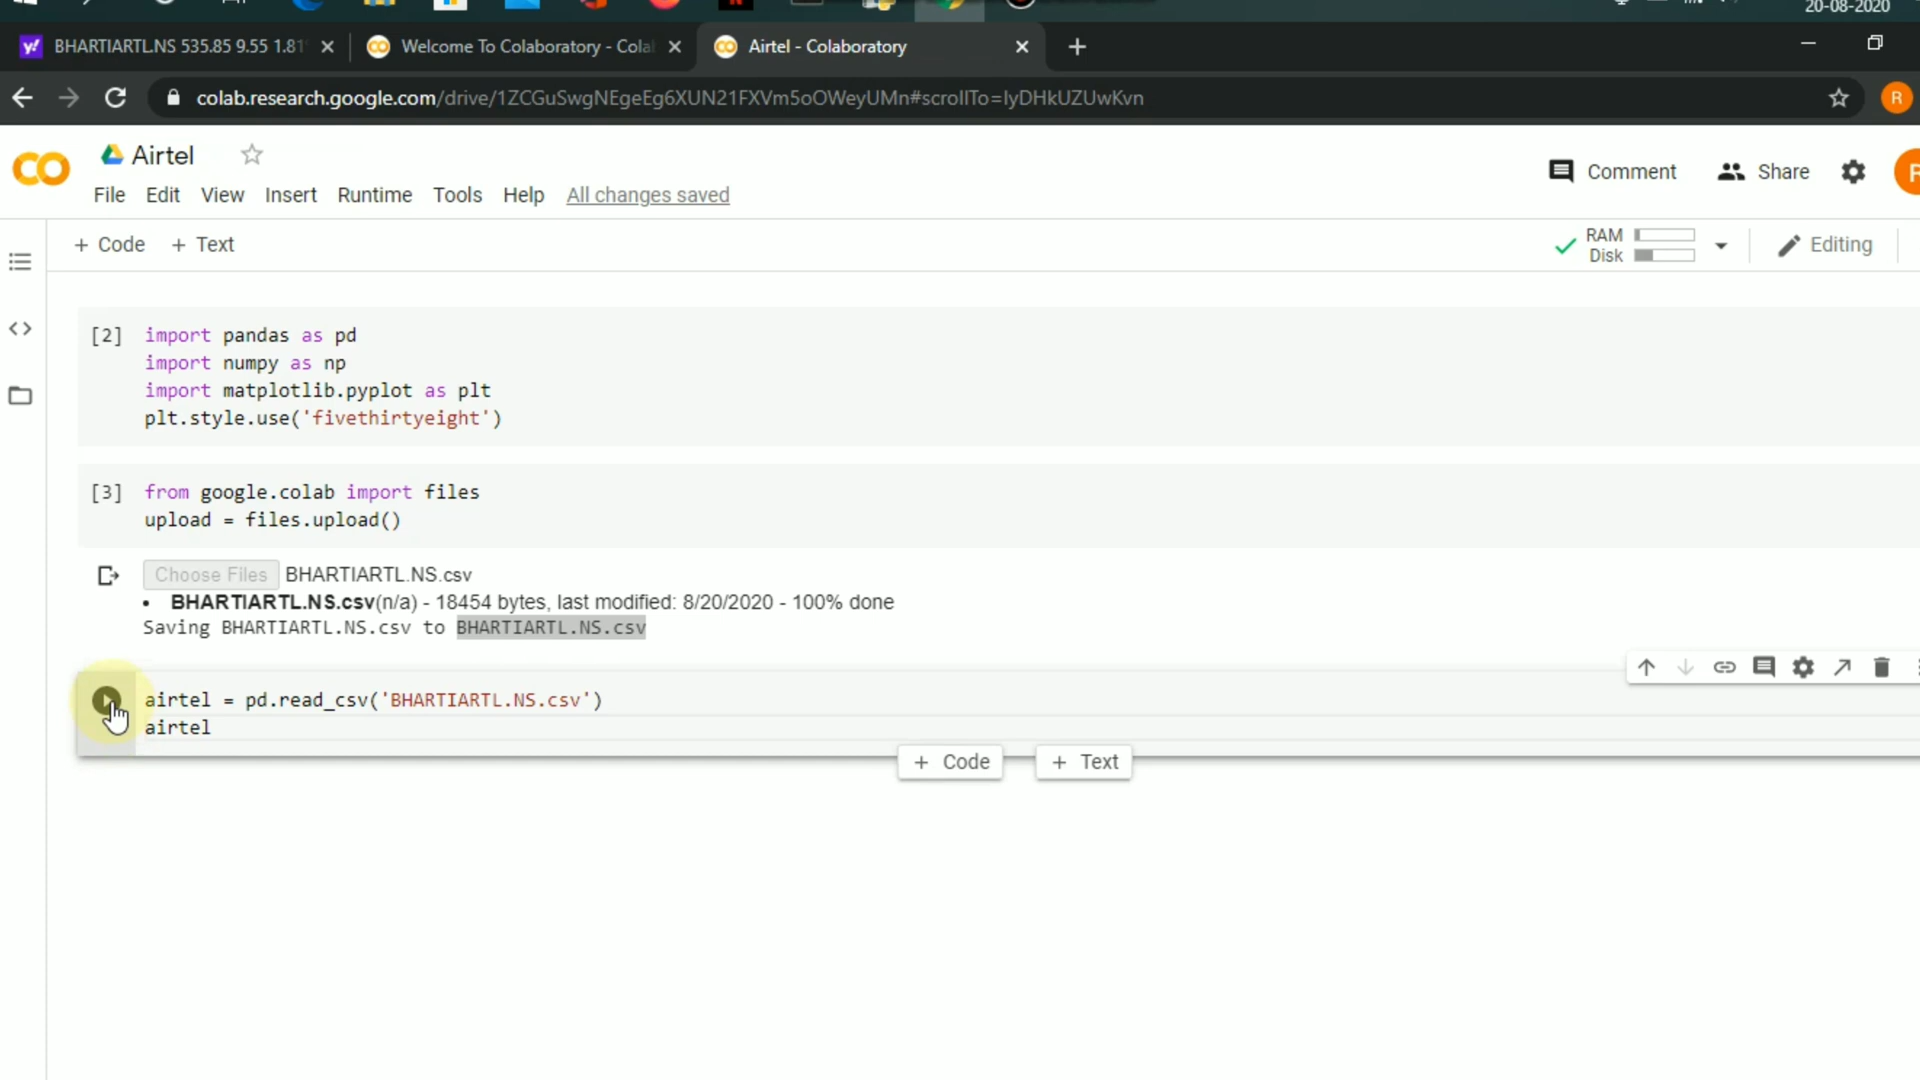 20-08-2020
BHARTIARTL.NS 535.85 9.55 1.81
Welcome To Colaboratory - Cola
Airtel - Colaboratory
colab.research.google.com/drive/1ZCGuSwgNEgeEg6XUN21FXVm5oOWeyUMn#scrollTo=lyDHkUZUwKvn
R
Airtel
File Edit View Insert Runtime Tools Help All changes saved
Comment Share
+ Code + Text
RAM
Disk
Editing
[2] import pandas as pd
import numpy as np
import matplotlib.pyplot as plt
plt.style.use('fivethirtyeight')
[3] from google.colab import files
upload = files.upload()
Choose Files BHARTIARTL.NS.csv
• BHARTIARTL.NS.csv(n/a) - 18454 bytes, last modified: 8/20/2020 - 100% done
Saving BHARTIARTL.NS.csv to BHARTIARTL.NS.csv
airtel = pd.read_csv('BHARTIARTL.NS.csv')
airtel
+ Code + Text